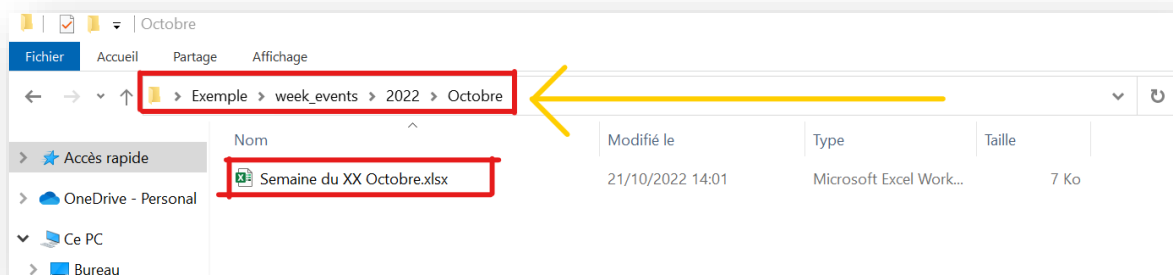 Octobre
Fichier Accueil Partage Affichage
Exemple > week_events > 2022 > Octobre
Nom Modifié le Type Taille
Accès rapide
Semaine du XX Octobre.xlsx 21/10/2022 14:01 Microsoft Excel Work... 7 Ko
OneDrive - Personal
Ce PC
Bureau